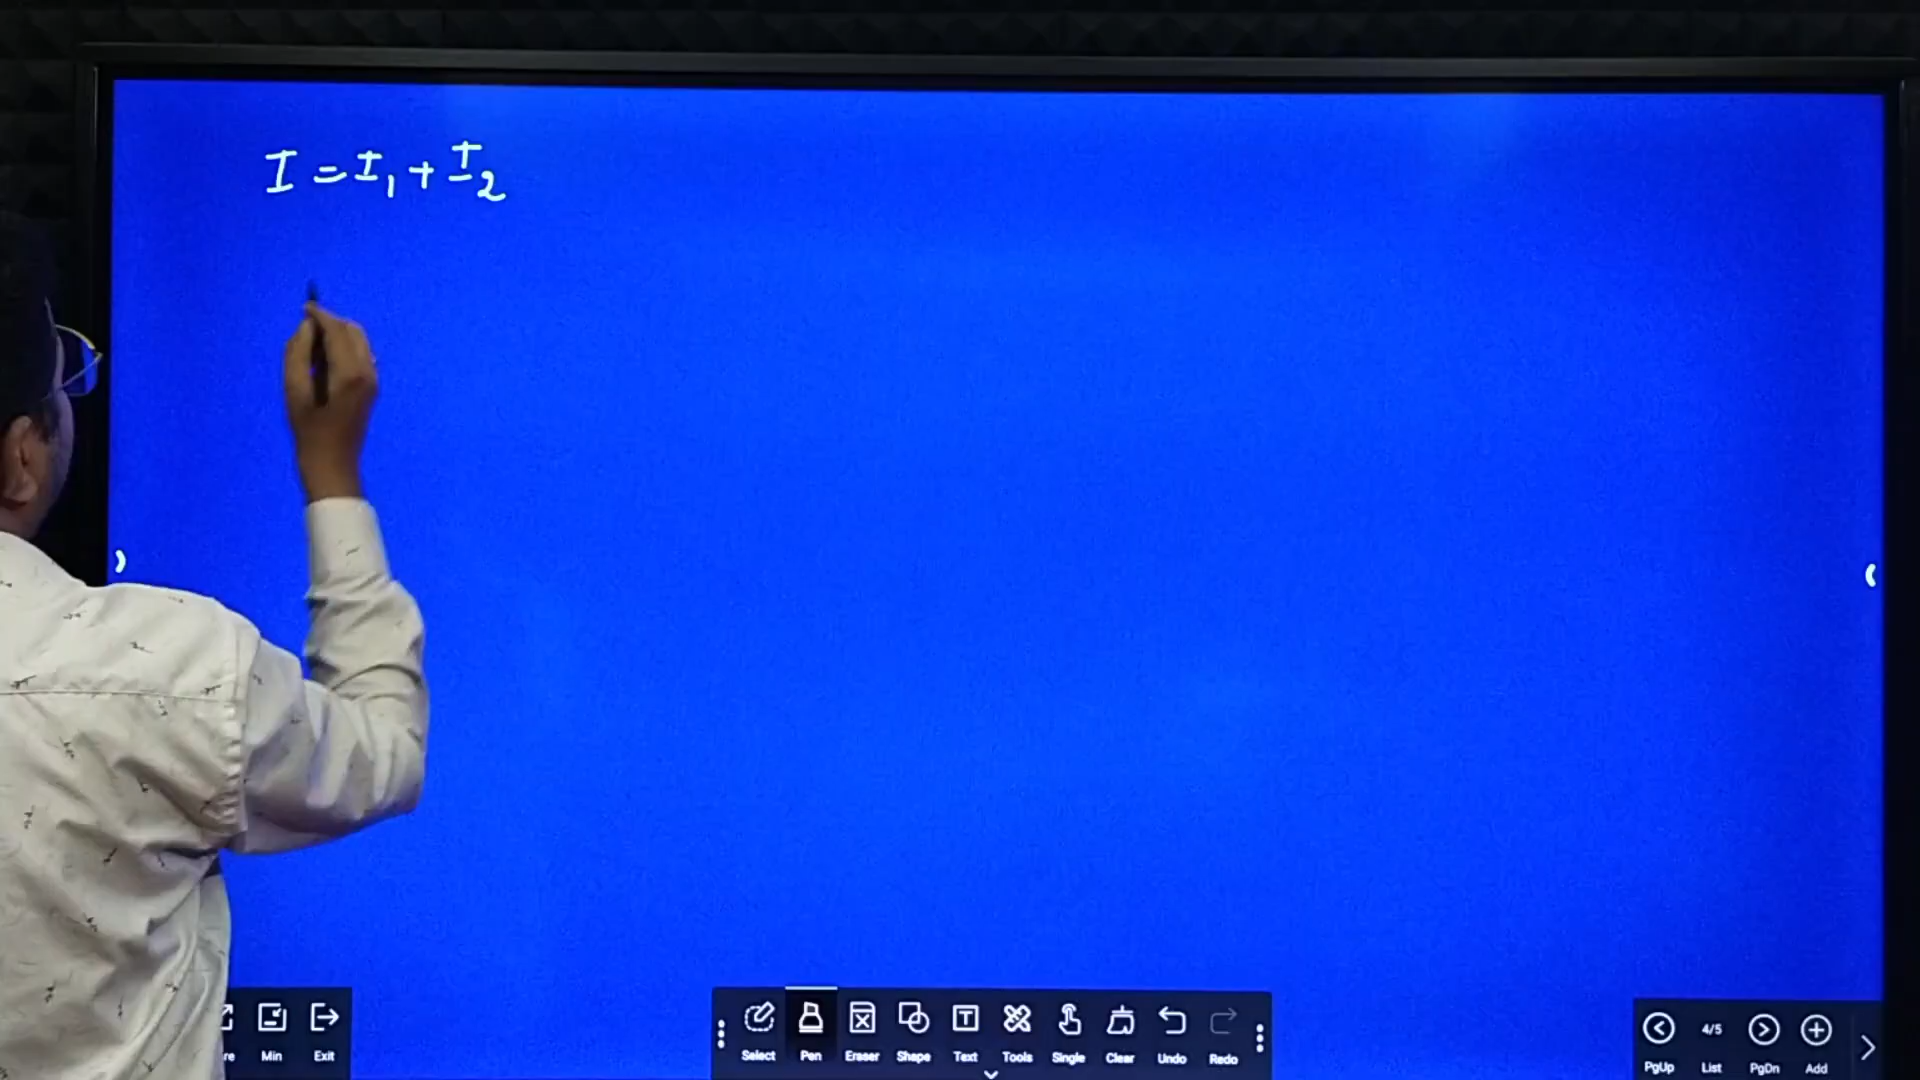 I = I₁ + I₂
Min
Exit
Select
Pen
Eraser
Shape
Text
Tools
Single
Clear
Undo
Redo
4/5
PgUp
List
PgDn
Add